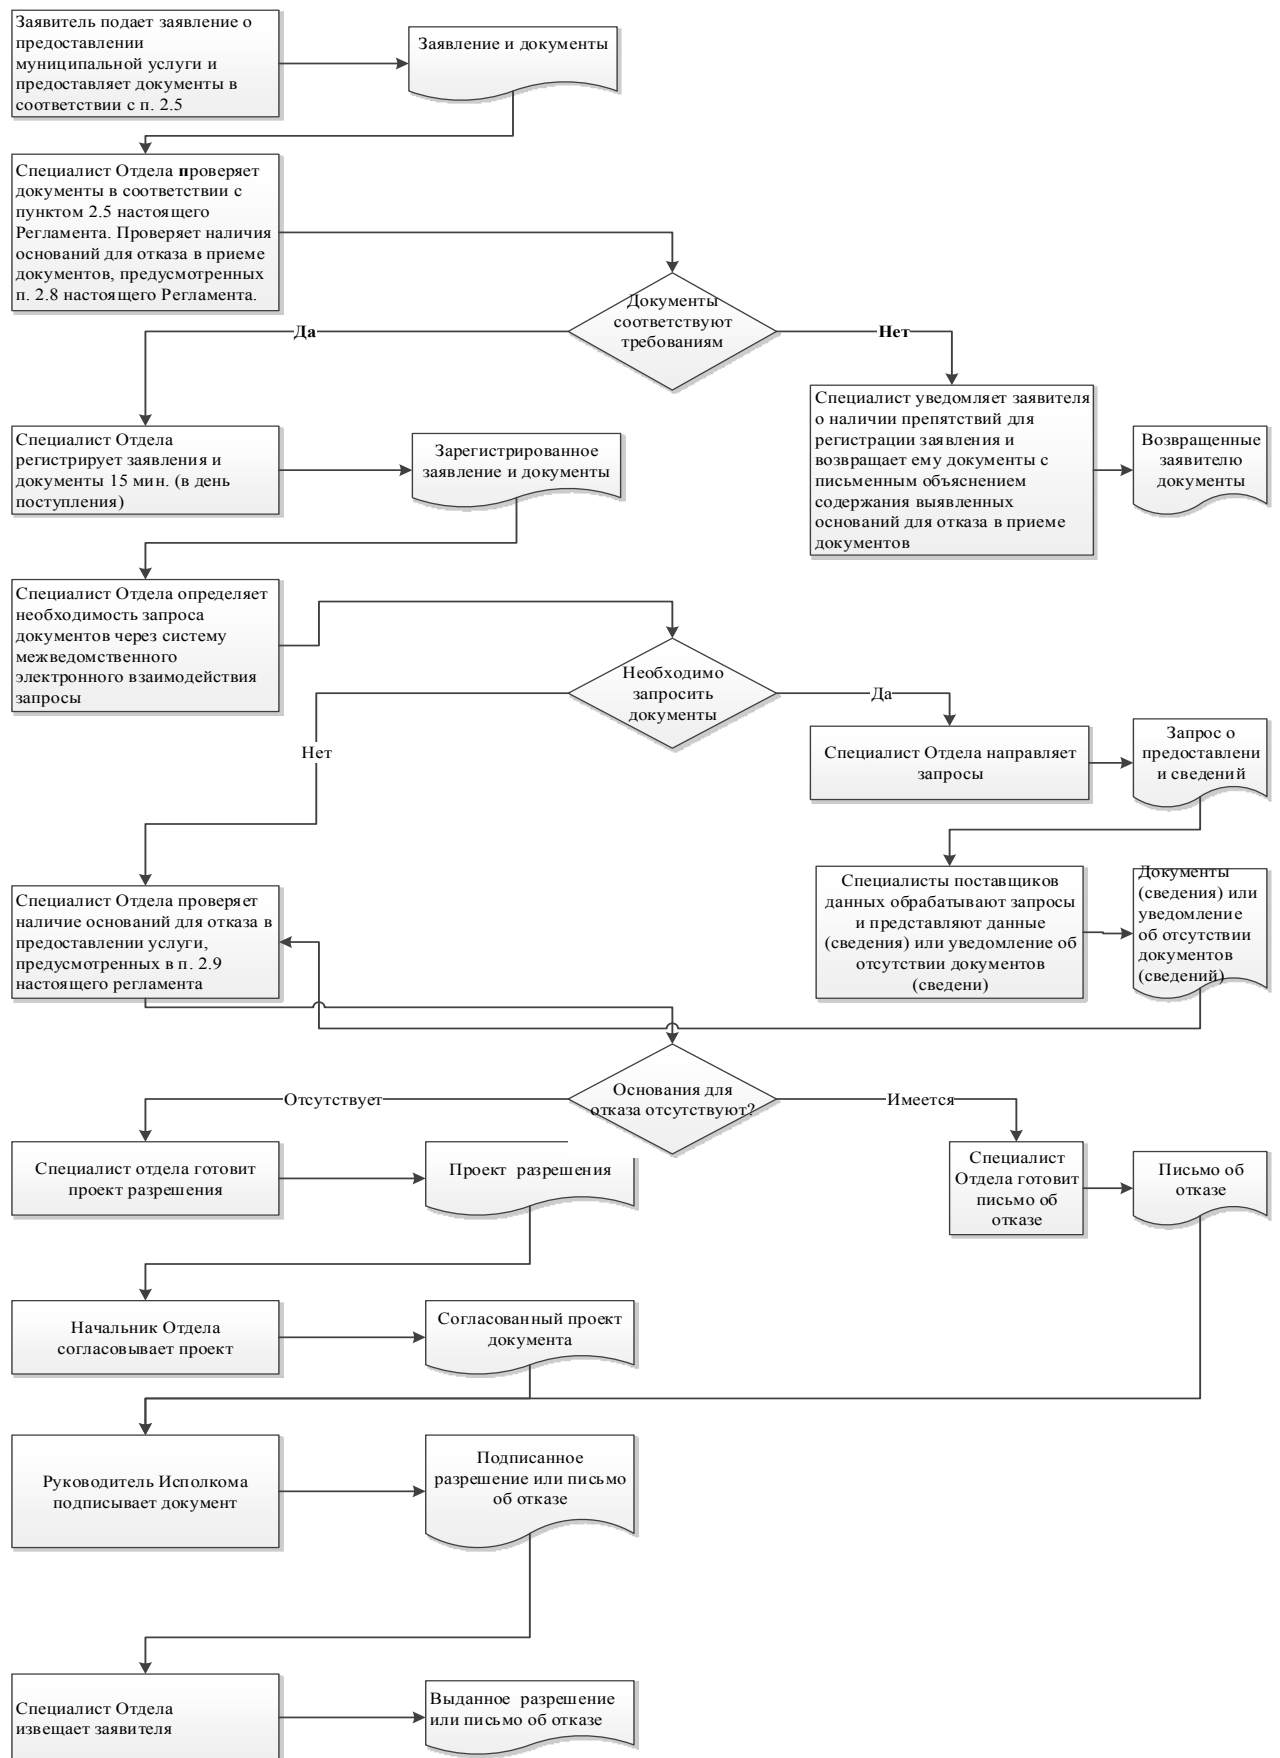 Заявитель подает заявление о
предоставлении
муниципальной услуги и
предоставляет документы в
соответствии с п. 2.5
Заявление и документы
Специалист Отдела проверяет
документы в соответствии с
пунктом 2.5 настоящего
Регламента. Проверяет наличия
оснований для отказа в приеме
документов, предусмотренных
п. 2.8 настоящего Регламента.
Документы
соответствуют
требованиям
Да
Нет
Специалист Отдела
регистрирует заявления и
документы 15 мин. (в день
поступления)
Зарегистрированное
заявление и документы
Специалист уведомляет заявителя
о наличии препятствий для
регистрации заявления и
возвращает ему документы с
письменным объяснением
содержания выявленных
оснований для отказа в приеме
документов
Возвращенные
заявителю
документы
Специалист Отдела определяет
необходимость запроса
документов через систему
межведомственного
электронного взаимодействия
запросы
Необходимо
запросить
документы
Да
Нет
Специалист Отдела направляет
запросы
Запрос о
предоставлени
и сведений
Специалист Отдела проверяет
наличие оснований для отказа в
предоставлении услуги,
предусмотренных в п. 2.9
настоящего регламента
Специалисты поставщиков
данных обрабатывают запросы
и представляют данные
(сведения) или уведомление об
отсутствии документов
(сведени)
Документы
(сведения) или
уведомление
об отсутствии
документов
(сведений)
Основания для
отказа отсутствуют?
Отсутствует
Имеется
Специалист отдела готовит
проект разрешения
Проект разрешения
Специалист
Отдела готовит
письмо об
отказе
Письмо об
отказе
Начальник Отдела
согласовывает проект
Согласованный проект
документа
Руководитель Исполкома
подписывает документ
Подписанное
разрешение или письмо
об отказе
Специалист Отдела
извещает заявителя
Выданное разрешение
или письмо об отказе